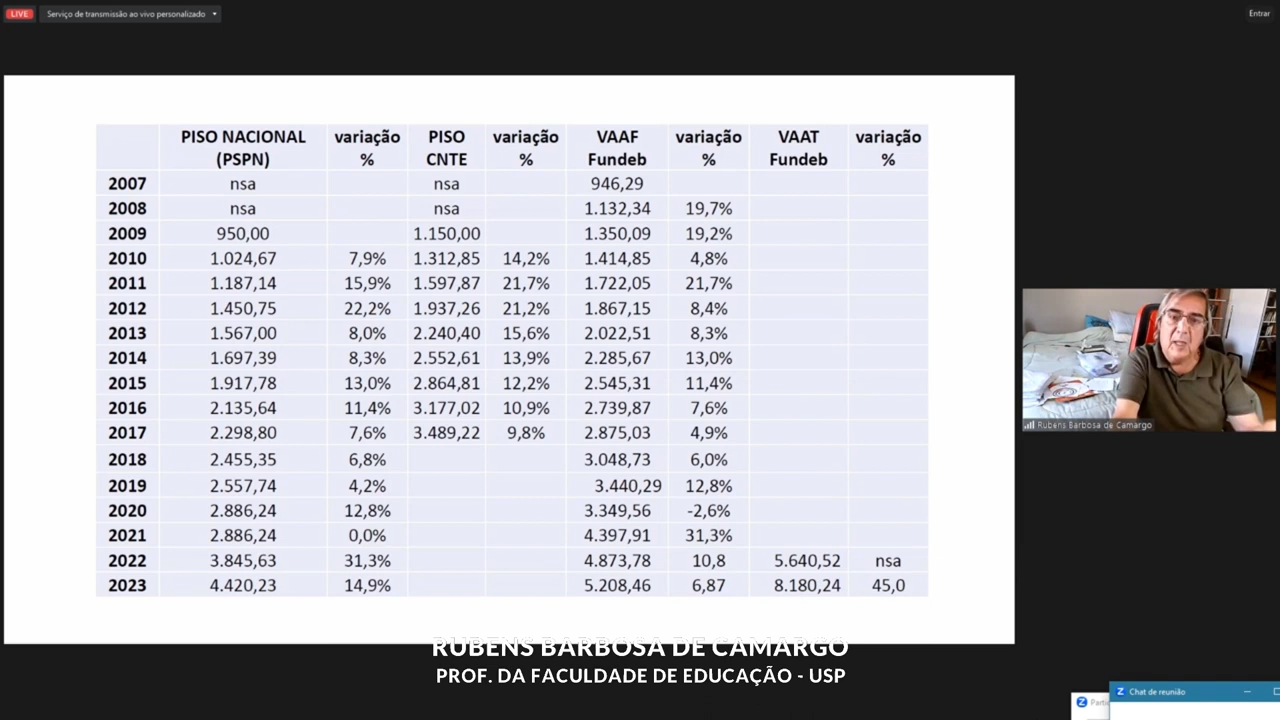 LIVE Serviço de transmissão ao vivo personalizado
Entrar
PISO NACIONAL (PSPN) variação % PISO CNTE variação % VAAF Fundeb variação % VAAT Fundeb variação %
2007 nsa nsa 946,29
2008 nsa nsa 1.132,34 19,7%
2009 950,00 1.150,00 1.350,09 19,2%
2010 1.024,67 7,9% 1.312,85 14,2% 1.414,85 4,8%
2011 1.187,14 15,9% 1.597,87 21,7% 1.722,05 21,7%
2012 1.450,75 22,2% 1.937,26 21,2% 1.867,15 8,4%
2013 1.567,00 8,0% 2.240,40 15,6% 2.022,51 8,3%
2014 1.697,39 8,3% 2.552,61 13,9% 2.285,67 13,0%
2015 1.917,78 13,0% 2.864,81 12,2% 2.545,31 11,4%
2016 2.135,64 11,4% 3.177,02 10,9% 2.739,87 7,6%
2017 2.298,80 7,6% 3.489,22 9,8% 2.875,03 4,9%
2018 2.455,35 6,8% 3.048,73 6,0%
2019 2.557,74 4,2% 3.440,29 12,8%
2020 2.886,24 12,8% 3.349,56 -2,6%
2021 2.886,24 0,0% 4.397,91 31,3%
2022 3.845,63 31,3% 4.873,78 10,8 5.640,52 nsa
2023 4.420,23 14,9% 5.208,46 6,87 8.180,24 45,0
Rubens Barbosa de Camargo
RUBENS BARBOSA DE CAMARGO
PROF. DA FACULDADE DE EDUCAÇÃO - USP
Chat de reunião